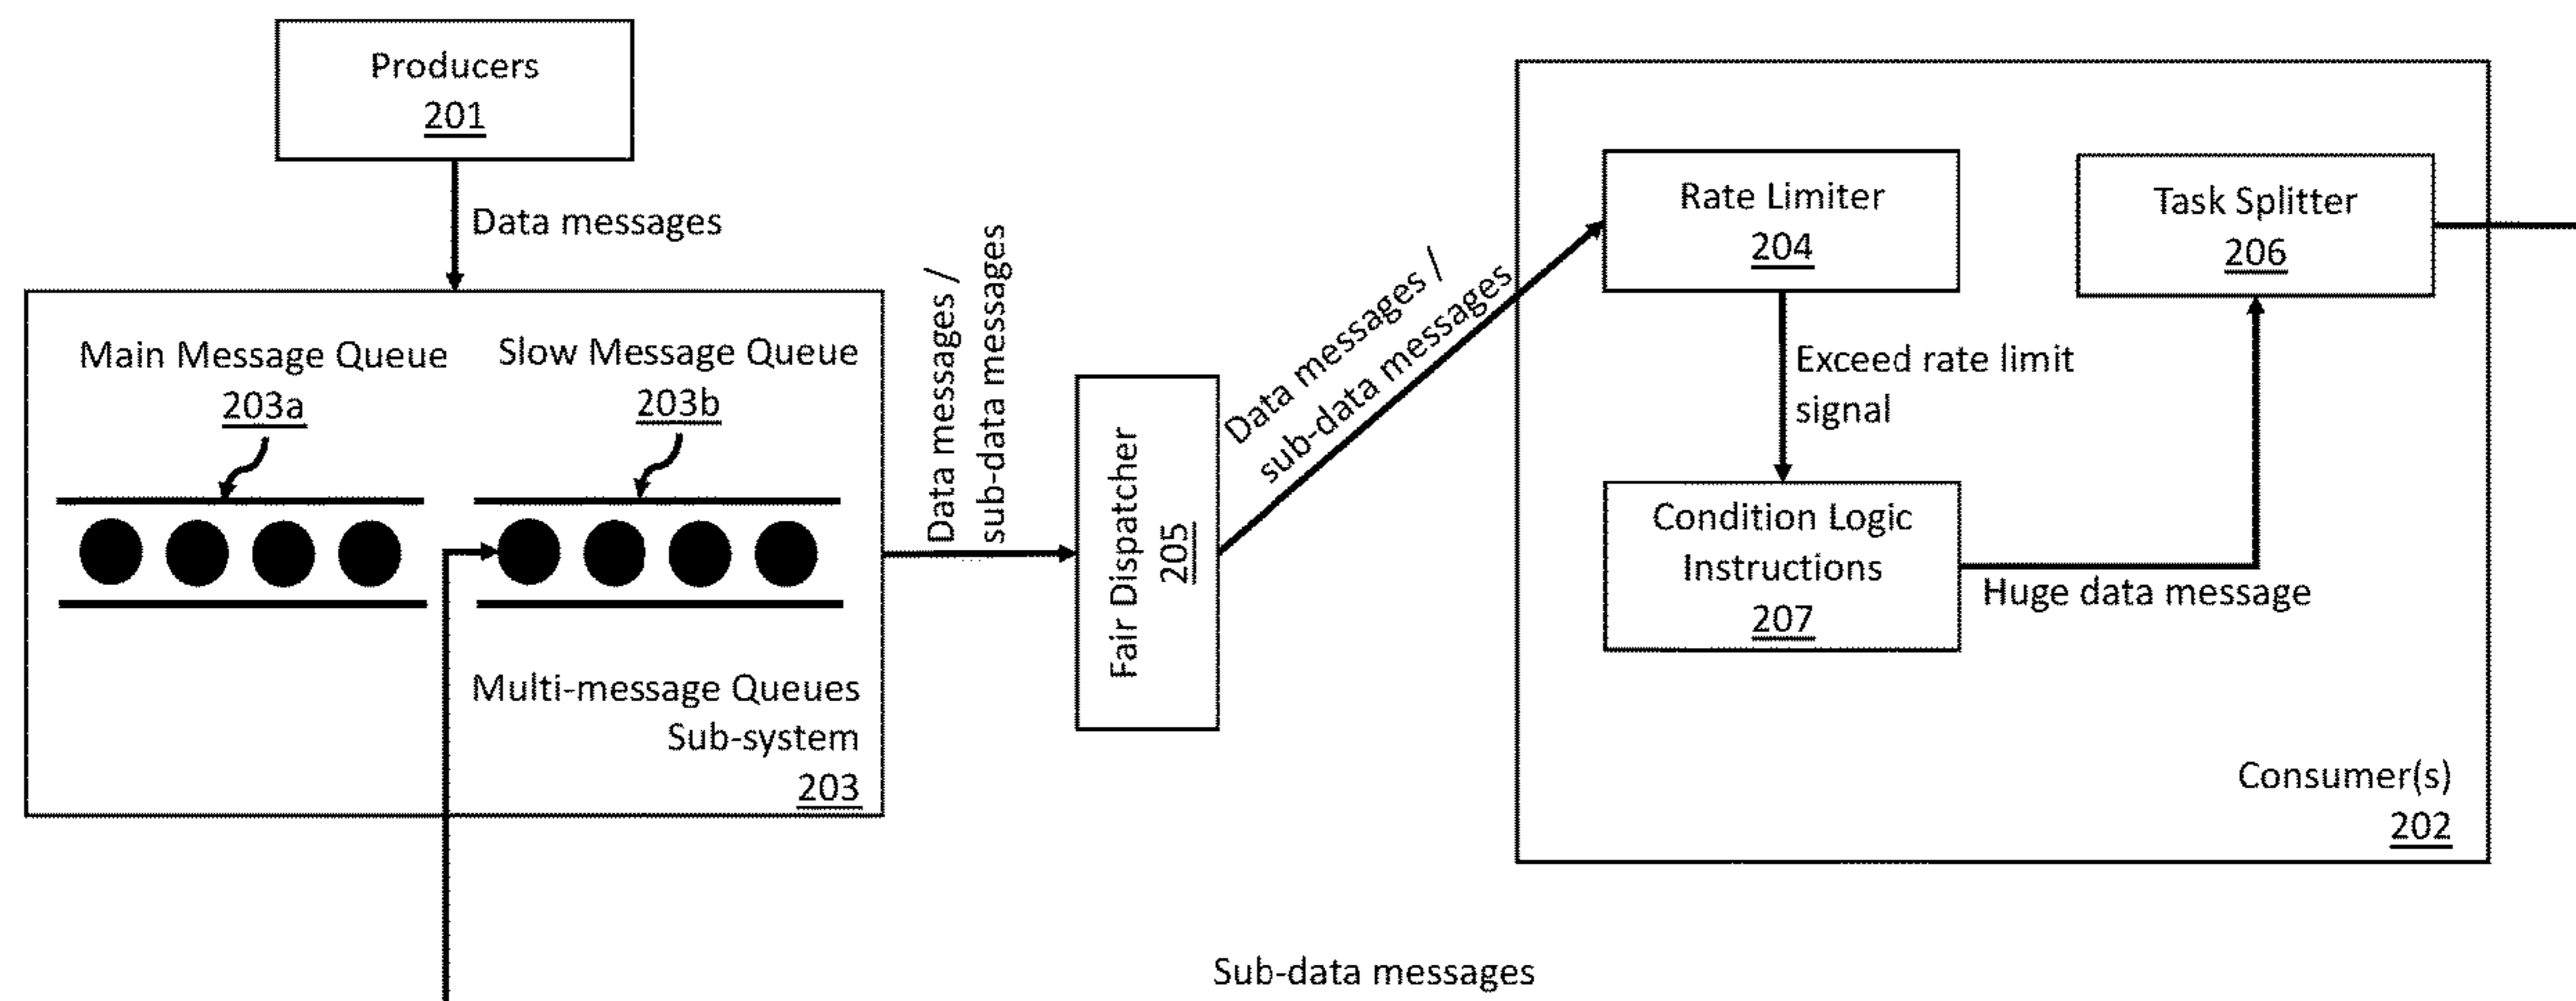 Producers
201
Data messages
Main Message Queue
203a
Slow Message Queue
203b
Multi-message Queues
Sub-system
203
Data messages /
sub-data messages
Fair Dispatcher
205
Data messages /
sub-data messages
Rate Limiter
204
Task Splitter
206
Exceed rate limit
signal
Condition Logic
Instructions
207
Huge data message
Consumer(s)
202
Sub-data messages